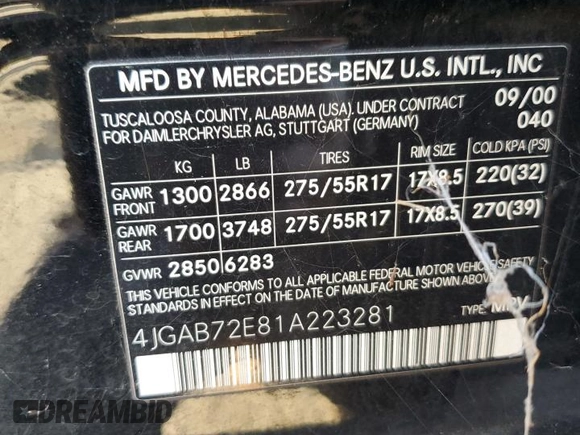 MFD BY MERCEDES-BENZ U.S. INTL., INC
TUSCALOOSA COUNTY, ALABAMA (USA). UNDER CONTRACT 09/00
FOR DAIMLERCHRYSLER AG, STUTTGART (GERMANY) 040
KG LB TIRES RIM SIZE COLD KPA (PSI)
GAWR FRONT 1300 2866 275/55R17 17X8.5 220(32)
GAWR REAR 1700 3748 275/55R17 17X8.5 270(39)
GVWR 2850 6283
THIS VEHICLE CONFORMS TO ALL APPLICABLE FEDERAL MOTOR VEHICLE SAFETY
STANDARDS IN EFFECT ON THE DATE OF MANUFACTURE SHOWN ABOVE.
4JGAB72E81A223281 TYPE: MPV
DREAMBID